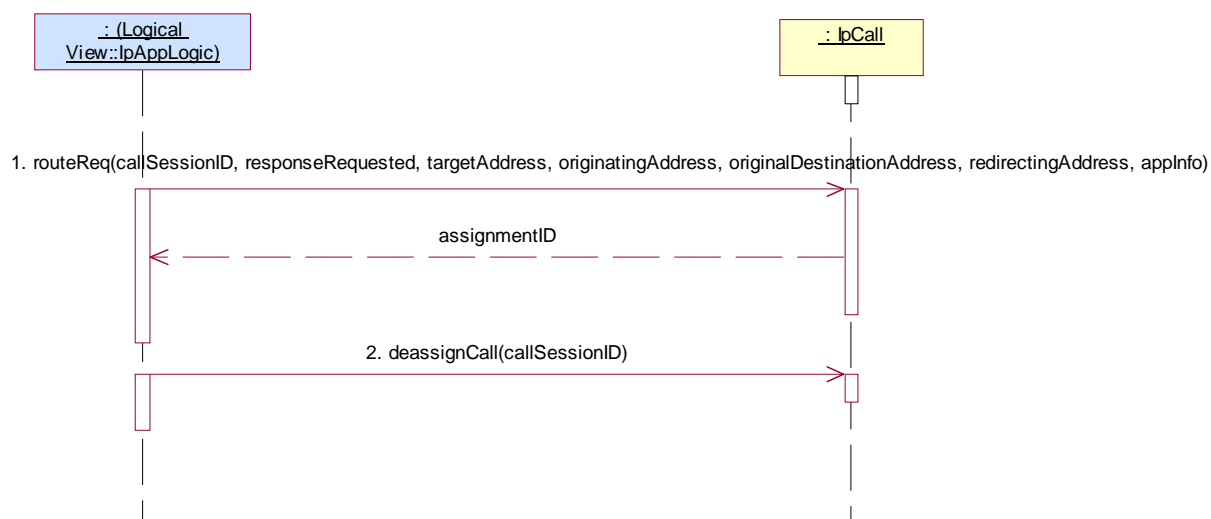 : (Logical
View::IpAppLogic)
: IpCall
1. routeReq(callSessionID, responseRequested, targetAddress, originatingAddress, originalDestinationAddress, redirectingAddress, appInfo)
assignmentID
2. deassignCall(callSessionID)